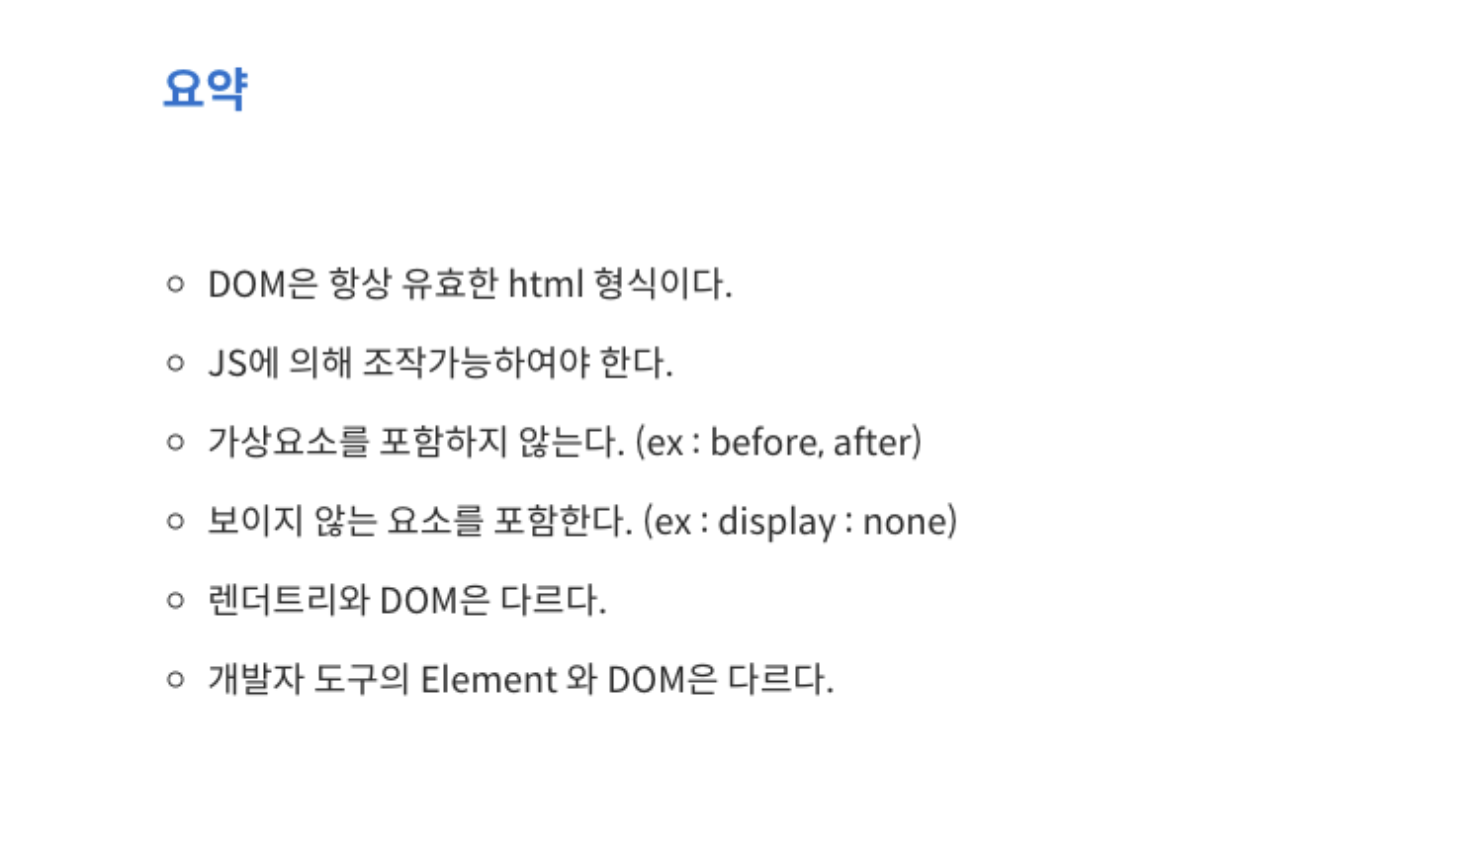 요약
◦ DOM은 항상 유효한 html 형식이다.
◦ JS에 의해 조작가능하여야 한다.
◦ 가상요소를 포함하지 않는다. (ex : before, after)
◦ 보이지 않는 요소를 포함한다. (ex : display : none)
◦ 렌더트리와 DOM은 다르다.
◦ 개발자 도구의 Element 와 DOM은 다르다.